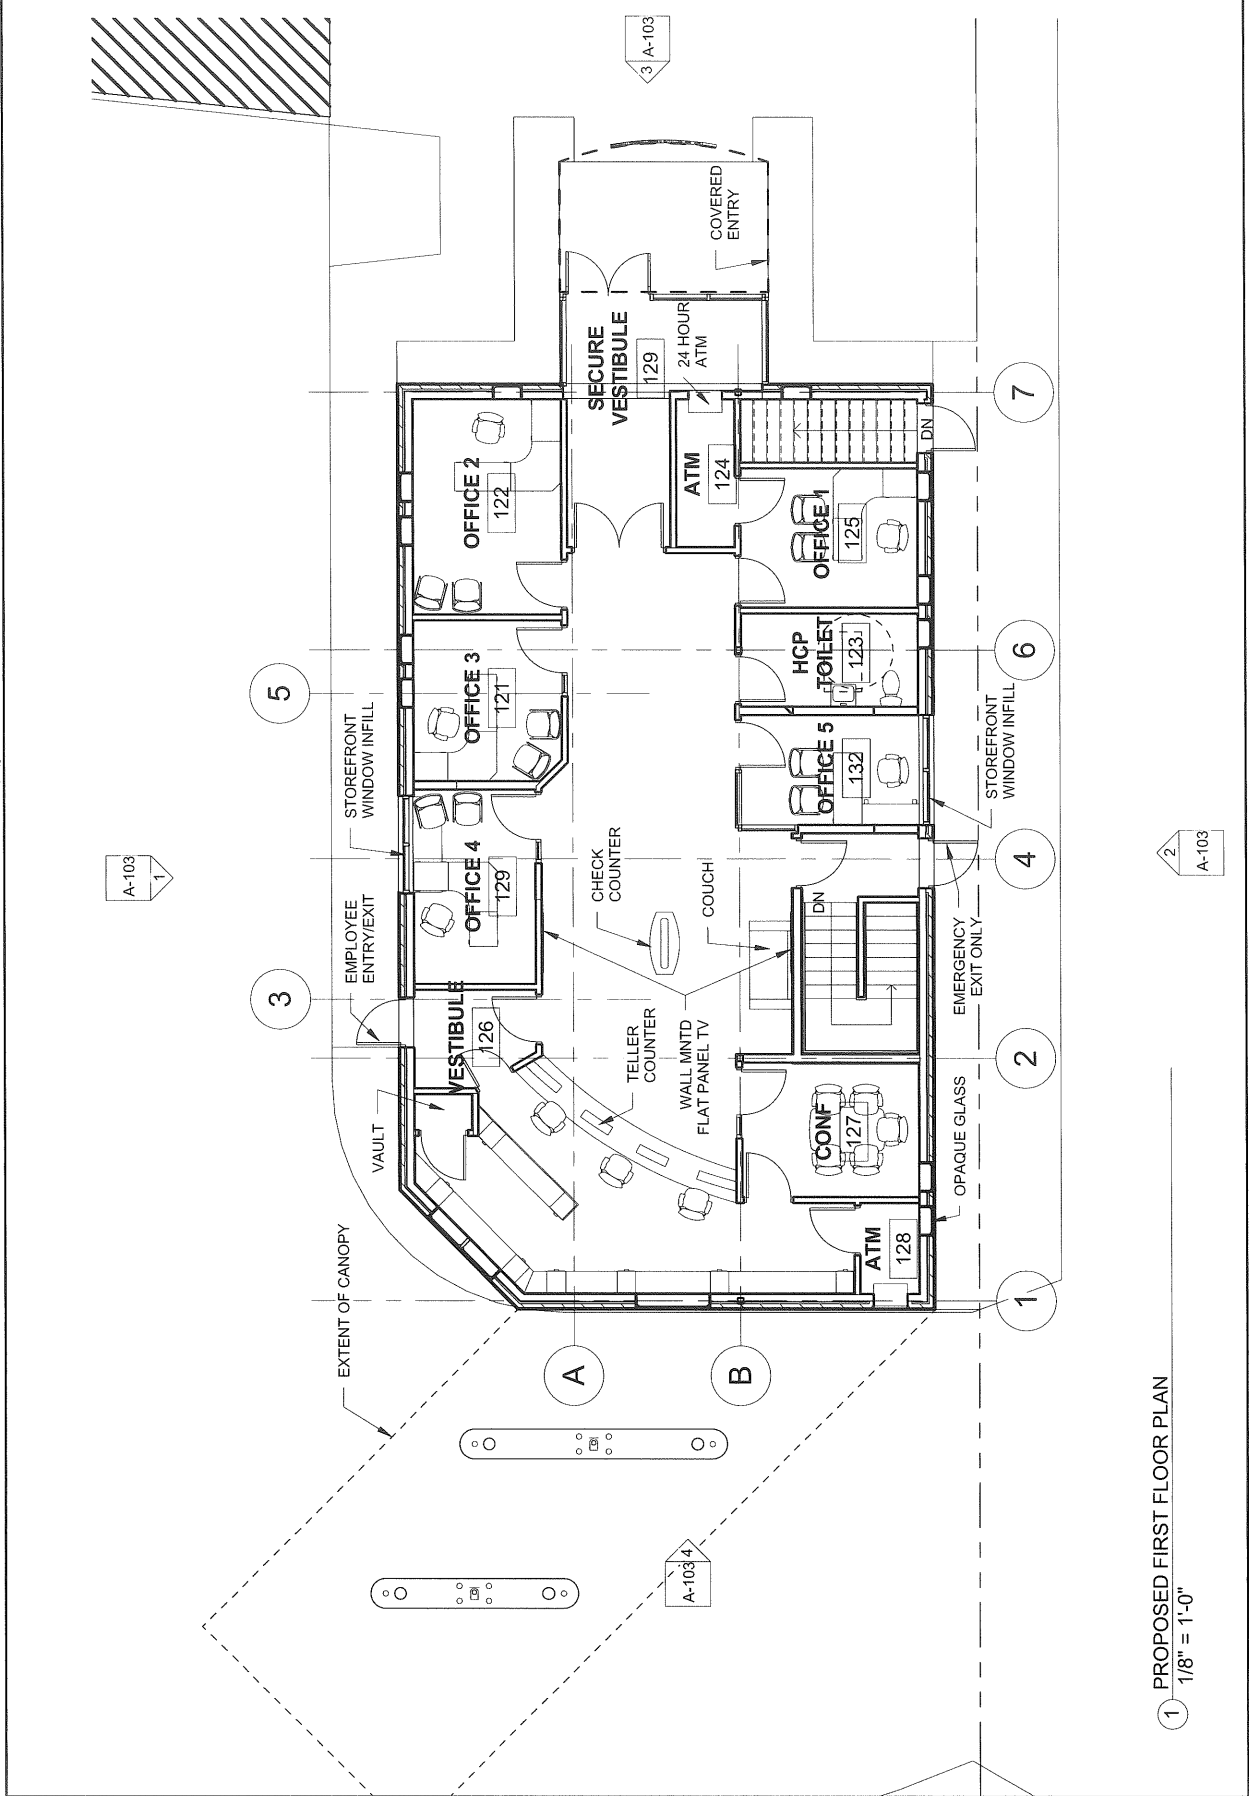 EXTENT OF CANOPY
VAULT
EMPLOYEE
ENTRY/EXIT
STOREFRONT
WINDOW INFILL
3
5
A-103
1
VESTIBULE
126
OFFICE 4
129
OFFICE 3
121
OFFICE 2
122
SECURE
VESTIBULE
129
24 HOUR
ATM
COVERED
ENTRY
3
A-103
TELLER
COUNTER
CHECK
COUNTER
WALL MNTD
FLAT PANEL TV
COUCH
A
B
A-103
4
ATM
128
CONF
127
DN
OFFICE 5
132
HCP
TOILET
123
OFFICE 1
125
ATM
124
DN
OPAQUE GLASS
EMERGENCY
EXIT ONLY
STOREFRONT
WINDOW INFILL
1
2
4
6
7
2
A-103
1
PROPOSED FIRST FLOOR PLAN
1/8" = 1'-0"